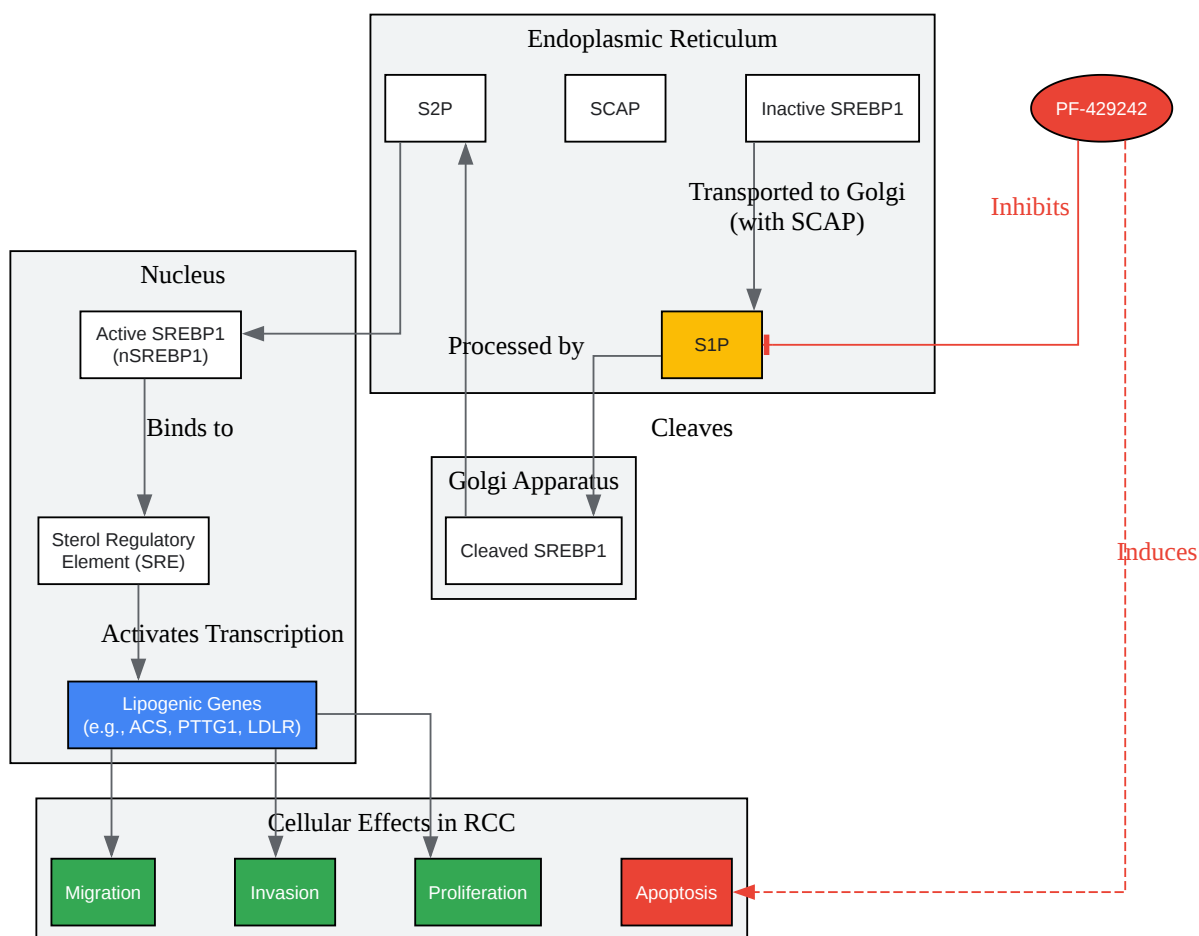 Endoplasmic Reticulum
S2P
SCAP
Inactive SREBP1
PF-429242
Transported to Golgi
(with SCAP)
Inhibits
Nucleus
Active SREBP1
(nSREBP1)
Processed by
S1P
Binds to
Cleaves
Golgi Apparatus
Sterol Regulatory
Element (SRE)
Cleaved SREBP1
Induces
Activates Transcription
Lipogenic Genes
(e.g., ACS, PTTG1, LDLR)
Cellular Effects in RCC
Migration
Invasion
Proliferation
Apoptosis